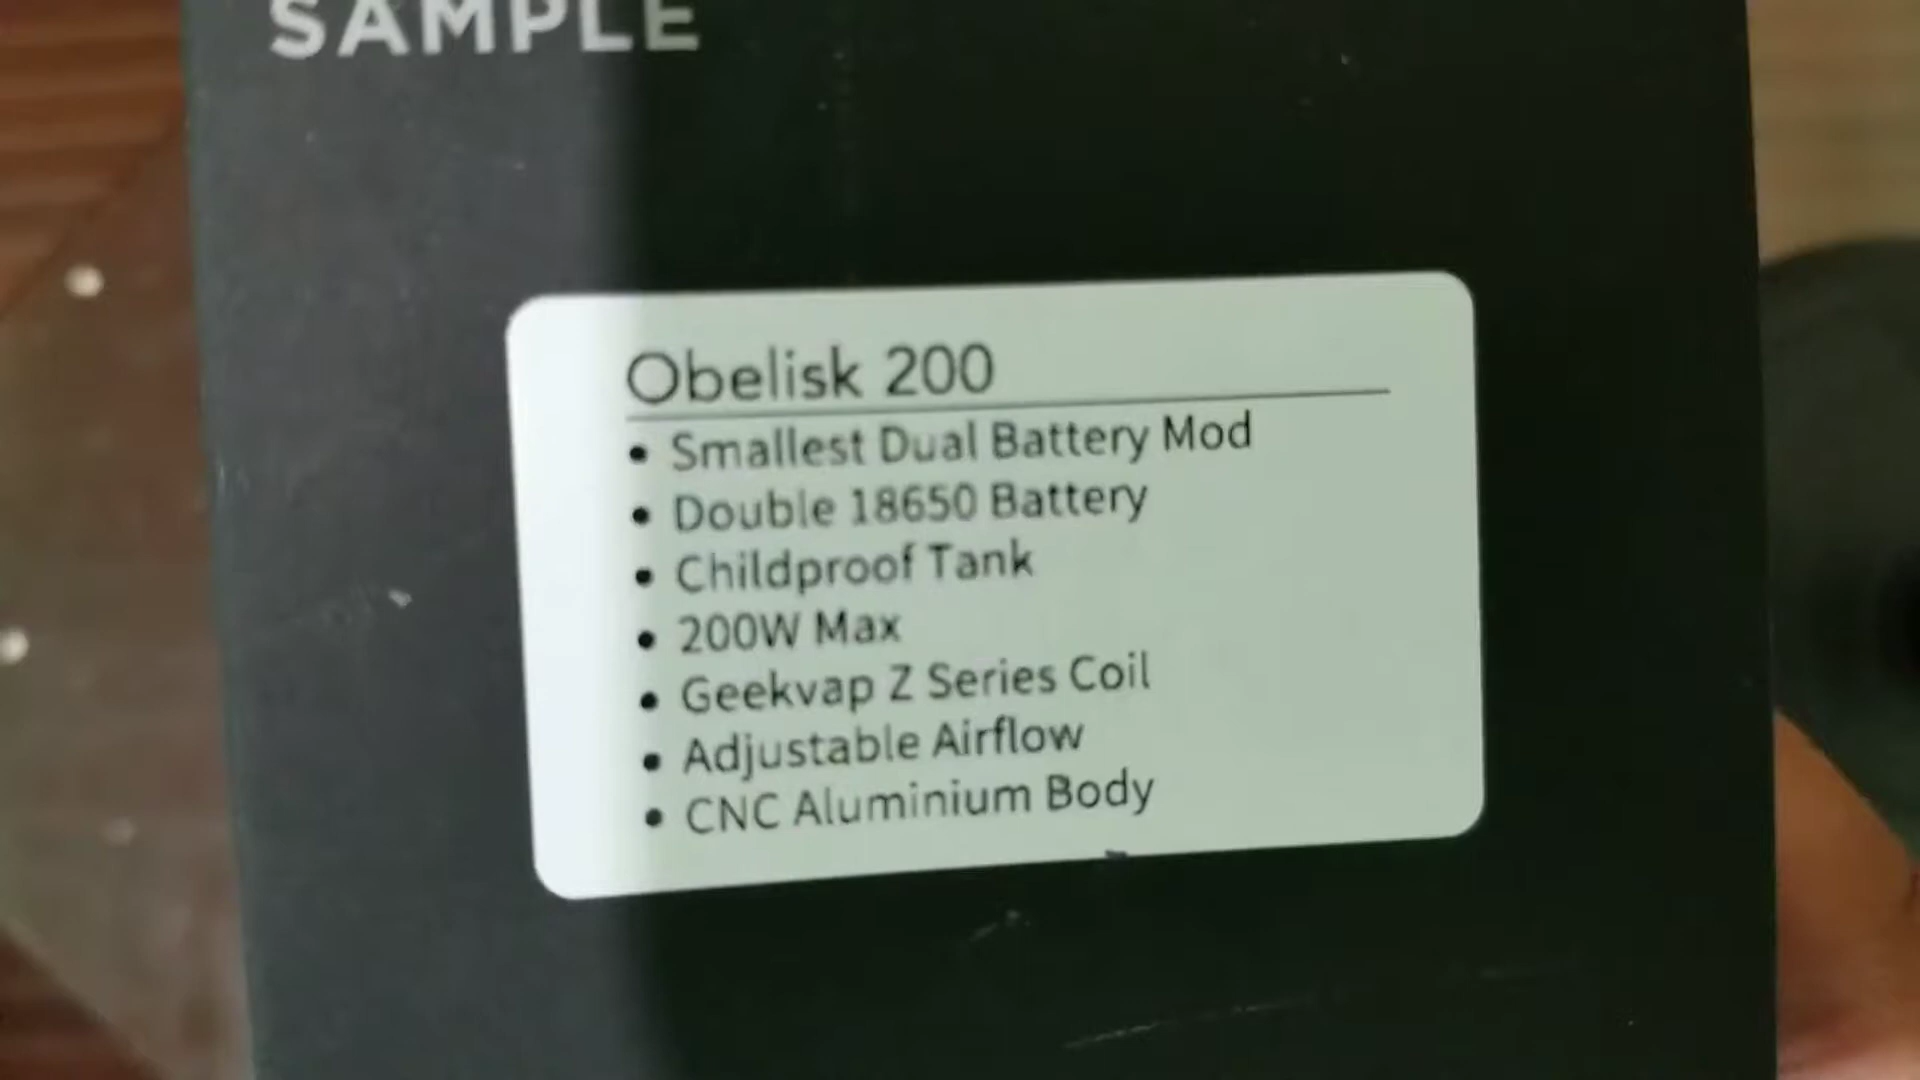 SAMPLE
Obelisk 200
• Smallest Dual Battery Mod
• Double 18650 Battery
• Childproof Tank
• 200W Max
• Geekvap Z Series Coil
• Adjustable Airflow
• CNC Aluminium Body